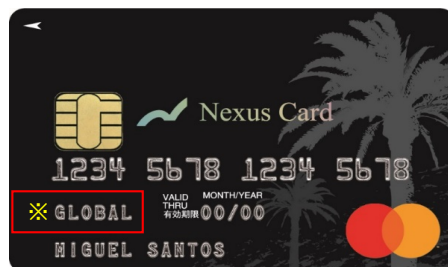 Nexus Card
1234 5678 1234 5678
※ GLOBAL
VALID THRU MONTH/YEAR
有効期限 00/00
MIGUEL SANTOS